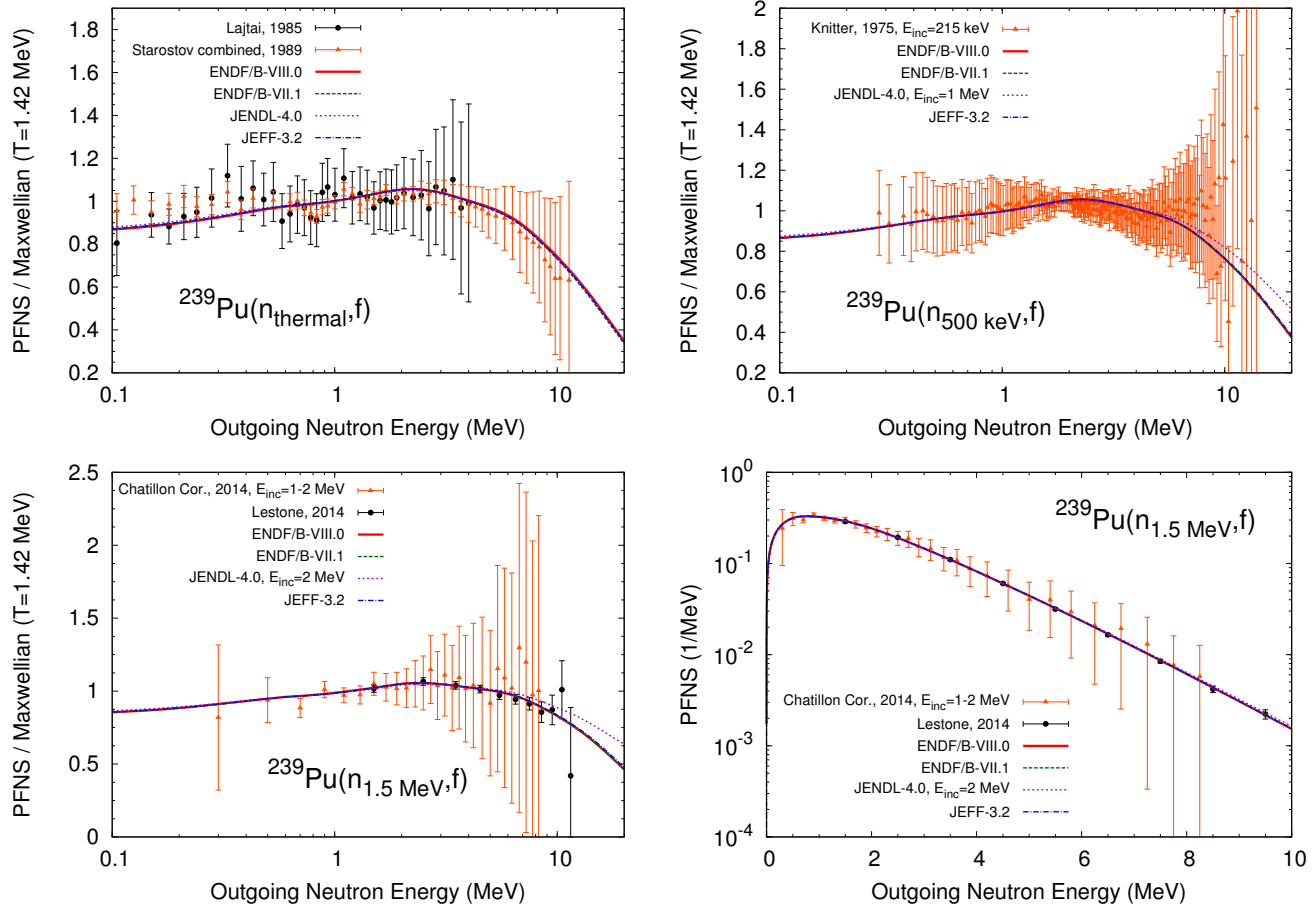 PFNS / Maxwellian (T=1.42 MeV)
1.8
1.6
1.4
1.2
1
0.8
0.6
0.4
0.2
Lajtai, 1985
Starostov combined, 1989
ENDF/B-VIII.0
ENDF/B-VII.1
JENDL-4.0
JEFF-3.2
239Pu(nthermal,f)
0.1
1
10
Outgoing Neutron Energy (MeV)
PFNS / Maxwellian (T=1.42 MeV)
2
1.8
1.6
1.4
1.2
1
0.8
0.6
0.4
0.2
Knitter, 1975, Einc=215 keV
ENDF/B-VIII.0
ENDF/B-VII.1
JENDL-4.0, Einc=1 MeV
JEFF-3.2
239Pu(n500 keV,f)
0.1
1
10
Outgoing Neutron Energy (MeV)
PFNS / Maxwellian (T=1.42 MeV)
2.5
2
1.5
1
0.5
0
Chatillon Cor., 2014, Einc=1-2 MeV
Lestone, 2014
ENDF/B-VIII.0
ENDF/B-VII.1
JENDL-4.0, Einc=2 MeV
JEFF-3.2
239Pu(n1.5 MeV,f)
0.1
1
10
Outgoing Neutron Energy (MeV)
PFNS (1/MeV)
10^0
10^-1
10^-2
10^-3
10^-4
239Pu(n1.5 MeV,f)
Chatillon Cor., 2014, Einc=1-2 MeV
Lestone, 2014
ENDF/B-VIII.0
ENDF/B-VII.1
JENDL-4.0, Einc=2 MeV
JEFF-3.2
0
2
4
6
8
10
Outgoing Neutron Energy (MeV)